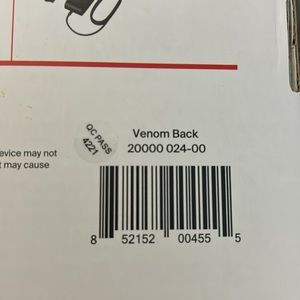 Venom Back
20000 024-00
QC PASS
4221
evice may not
t may cause
8 52152 00455 5